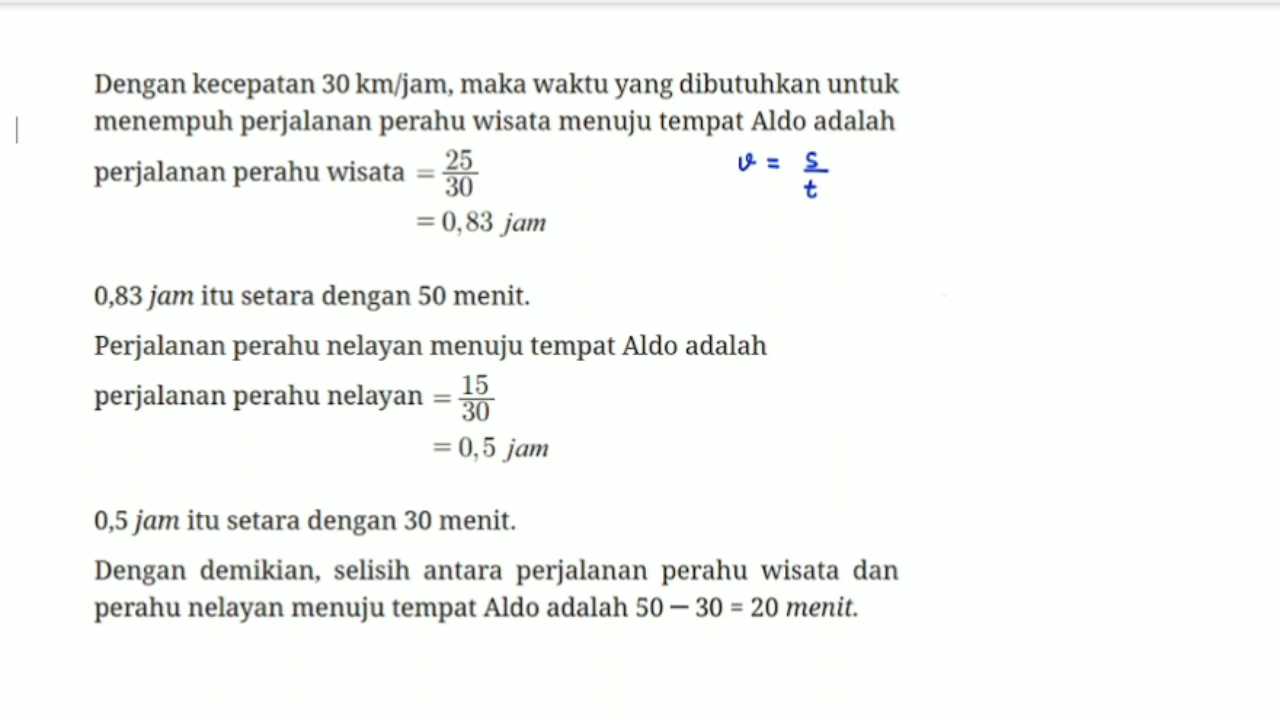 Dengan kecepatan 30 km/jam, maka waktu yang dibutuhkan untuk
menempuh perjalanan perahu wisata menuju tempat Aldo adalah
perjalanan perahu wisata = 25/30
v = s/t
= 0,83 jam
0,83 jam itu setara dengan 50 menit.
Perjalanan perahu nelayan menuju tempat Aldo adalah
perjalanan perahu nelayan = 15/30
= 0,5 jam
0,5 jam itu setara dengan 30 menit.
Dengan demikian, selisih antara perjalanan perahu wisata dan
perahu nelayan menuju tempat Aldo adalah 50 − 30 = 20 menit.